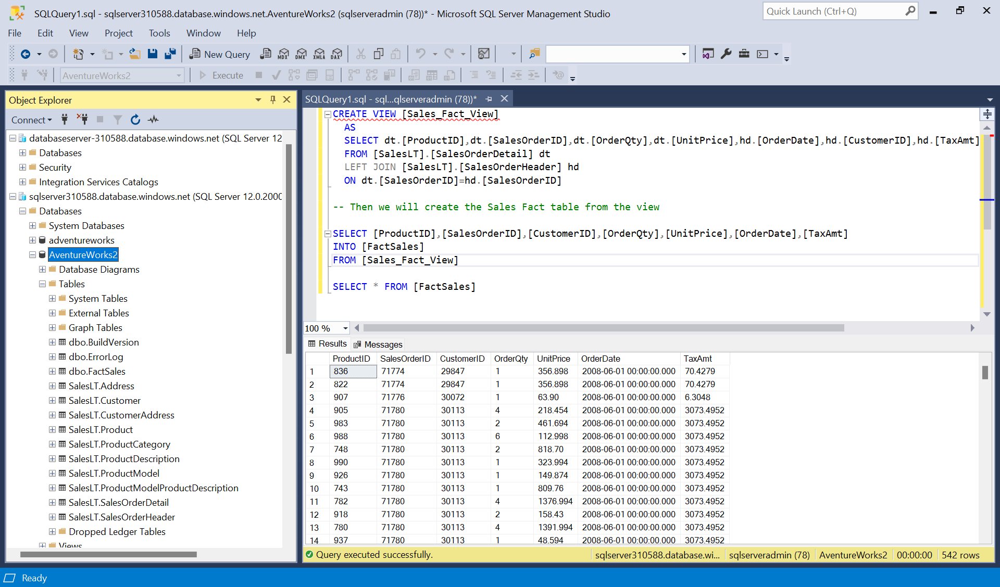 SQLQuery1.sql - sqlserver310588.database.windows.net.AventureWorks2 (sqlserveradmin (78))* - Microsoft SQL Server Management Studio
Quick Launch (Ctrl+Q)
File Edit View Project Tools Window Help
New Query MDX DMX XMLA DAX
AventureWorks2 Execute
Object Explorer
Connect
databaseserver-310588.database.windows.net (SQL Server 12
Databases
Security
Integration Services Catalogs
sqlserver310588.database.windows.net (SQL Server 12.0.2000
Databases
System Databases
adventureworks
AventureWorks2
Database Diagrams
Tables
System Tables
External Tables
Graph Tables
dbo.BuildVersion
dbo.ErrorLog
dbo.FactSales
SalesLT.Address
SalesLT.Customer
SalesLT.CustomerAddress
SalesLT.Product
SalesLT.ProductCategory
SalesLT.ProductDescription
SalesLT.ProductModel
SalesLT.ProductModelProductDescription
SalesLT.SalesOrderDetail
SalesLT.SalesOrderHeader
Dropped Ledger Tables
Views
SQLQuery1.sql - sql...qlserveradmin (78))*
CREATE VIEW [Sales_Fact_View]
AS
SELECT dt.[ProductID],dt.[SalesOrderID],dt.[OrderQty],dt.[UnitPrice],hd.[OrderDate],hd.[CustomerID],hd.[TaxAmt]
FROM [SalesLT].[SalesOrderDetail] dt
LEFT JOIN [SalesLT].[SalesOrderHeader] hd
ON dt.[SalesOrderID]=hd.[SalesOrderID]
-- Then we will create the Sales Fact table from the view
SELECT [ProductID],[SalesOrderID],[CustomerID],[OrderQty],[UnitPrice],[OrderDate],[TaxAmt]
INTO [FactSales]
FROM [Sales_Fact_View]
SELECT * FROM [FactSales]
100 %
Results Messages
ProductID SalesOrderID CustomerID OrderQty UnitPrice OrderDate TaxAmt
1 836 71774 29847 1 356.898 2008-06-01 00:00:00.000 70.4279
2 822 71774 29847 1 356.898 2008-06-01 00:00:00.000 70.4279
3 907 71776 30072 1 63.90 2008-06-01 00:00:00.000 6.3048
4 905 71780 30113 4 218.454 2008-06-01 00:00:00.000 3073.4952
5 983 71780 30113 2 461.694 2008-06-01 00:00:00.000 3073.4952
6 988 71780 30113 6 112.998 2008-06-01 00:00:00.000 3073.4952
7 748 71780 30113 2 818.70 2008-06-01 00:00:00.000 3073.4952
8 990 71780 30113 1 323.994 2008-06-01 00:00:00.000 3073.4952
9 926 71780 30113 1 149.874 2008-06-01 00:00:00.000 3073.4952
10 743 71780 30113 1 809.76 2008-06-01 00:00:00.000 3073.4952
11 782 71780 30113 4 1376.994 2008-06-01 00:00:00.000 3073.4952
12 918 71780 30113 2 158.43 2008-06-01 00:00:00.000 3073.4952
13 780 71780 30113 4 1391.994 2008-06-01 00:00:00.000 3073.4952
14 937 71780 30113 1 48.594 2008-06-01 00:00:00.000 3073.4952
Query executed successfully. sqlserver310588.database.wi... sqlserveradmin (78) AventureWorks2 00:00:00 542 rows
Ready